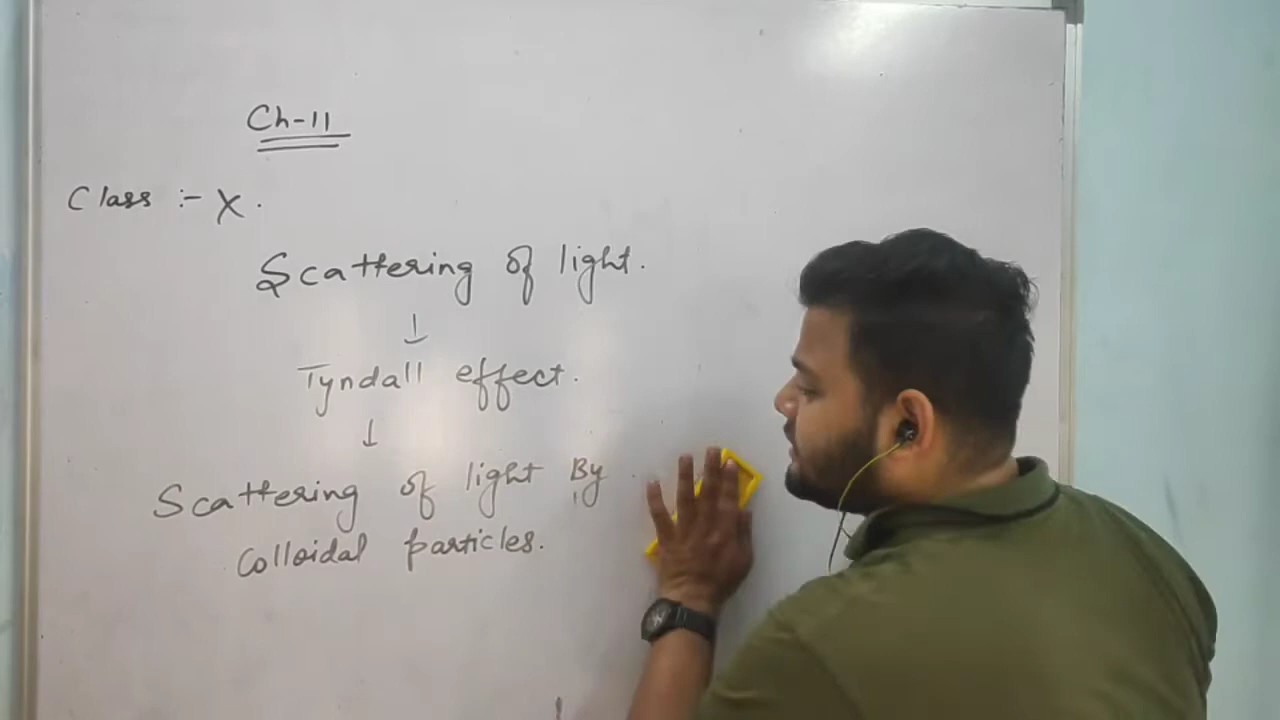 Ch-11
Class :- X.
Scattering of light.
↓
Tyndall effect.
↓
Scattering of light By
Colloidal particles.